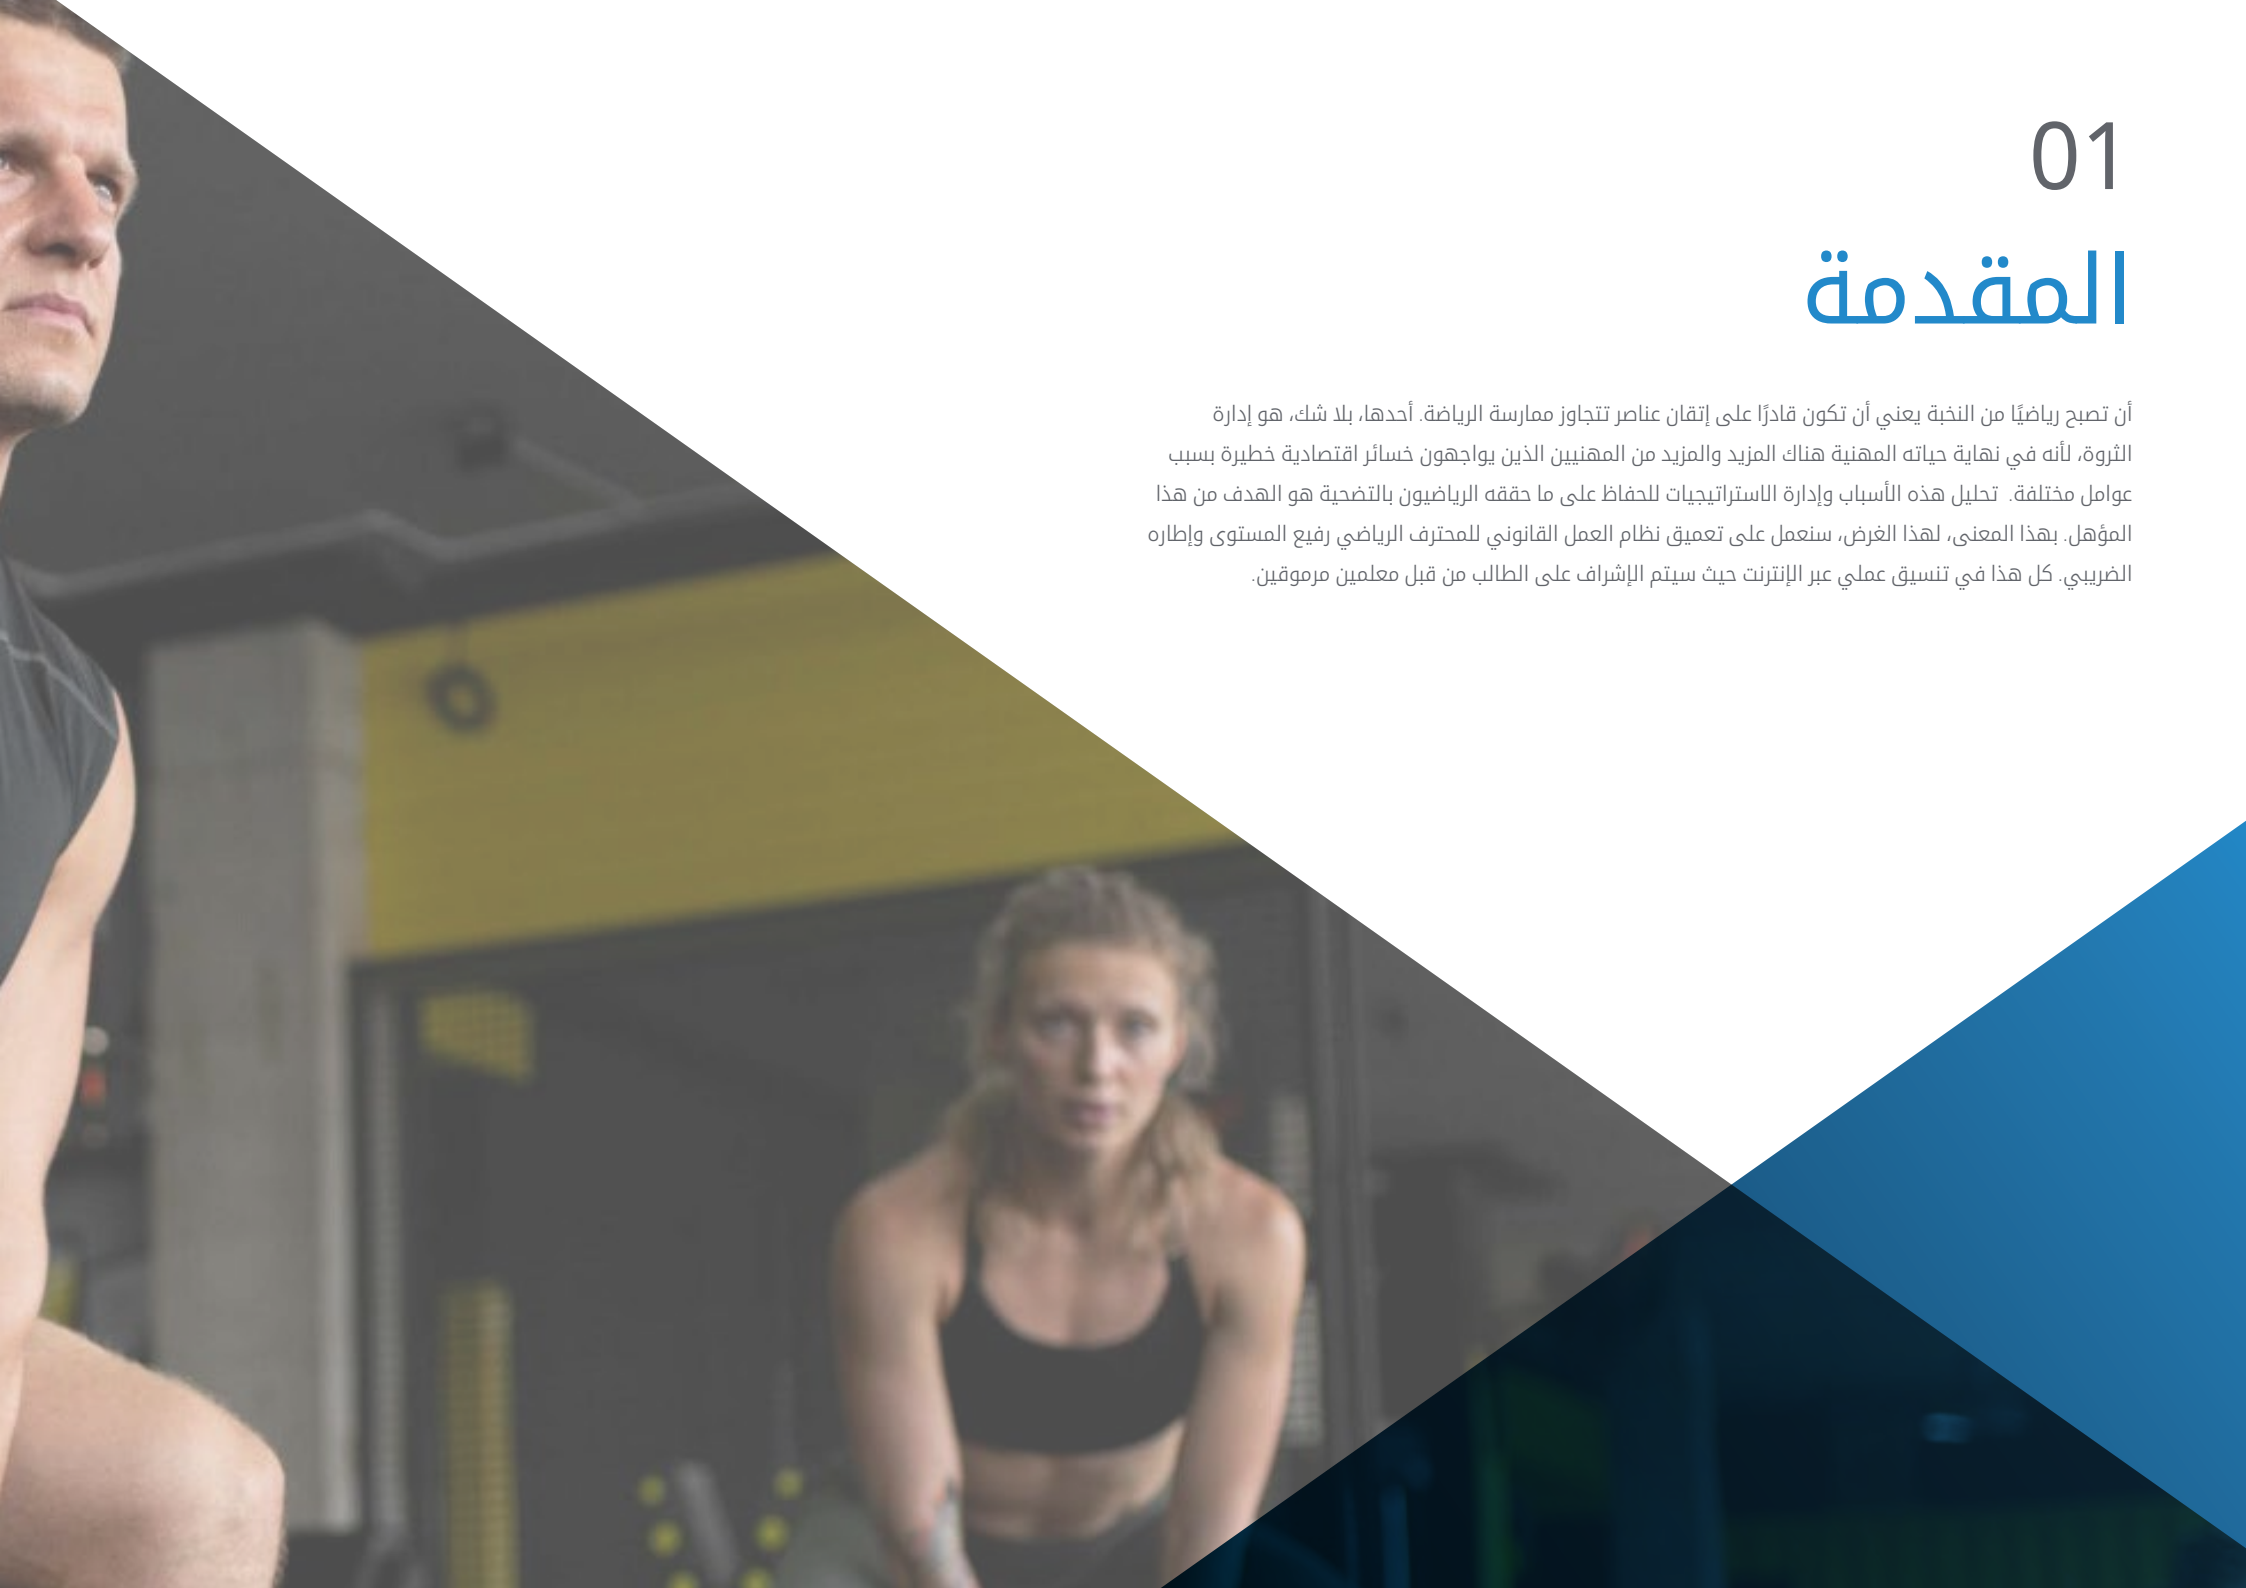 01
المقدمة
أن تصبح رياضيًا من النخبة يعني أن تكون قادرًا على إتقان عناصر تتجاوز ممارسة الرياضة. أحدها، بلا شك، هو إدارة
الثروة، لأنه في نهاية حياته المهنية هناك المزيد والمزيد من المهنيين الذين يواجهون خسائر اقتصادية خطيرة بسبب
عوامل مختلفة. تحليل هذه الأسباب وإدارة الاستراتيجيات للحفاظ على ما حققه الرياضيون بالتضحية هو الهدف من هذا
المؤهل. بهذا المعنى، لهذا الغرض، سنعمل على تعميق نظام العمل القانوني للمحترف الرياضي رفيع المستوى وإطاره
الضريبي. كل هذا في تنسيق عملي عبر الإنترنت حيث سيتم الإشراف على الطالب من قبل معلمين مرموقين.